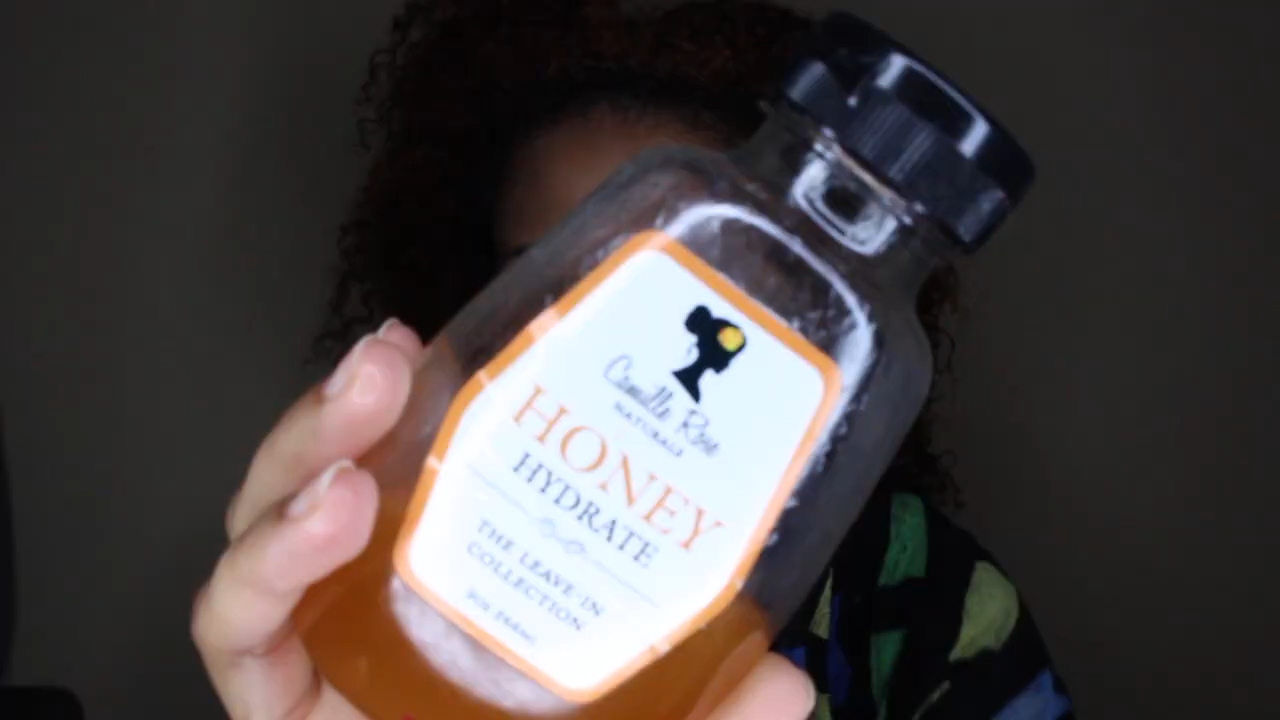 Camille Rose
NATURALS
HONEY
HYDRATE
THE LEAVE-IN
COLLECTION